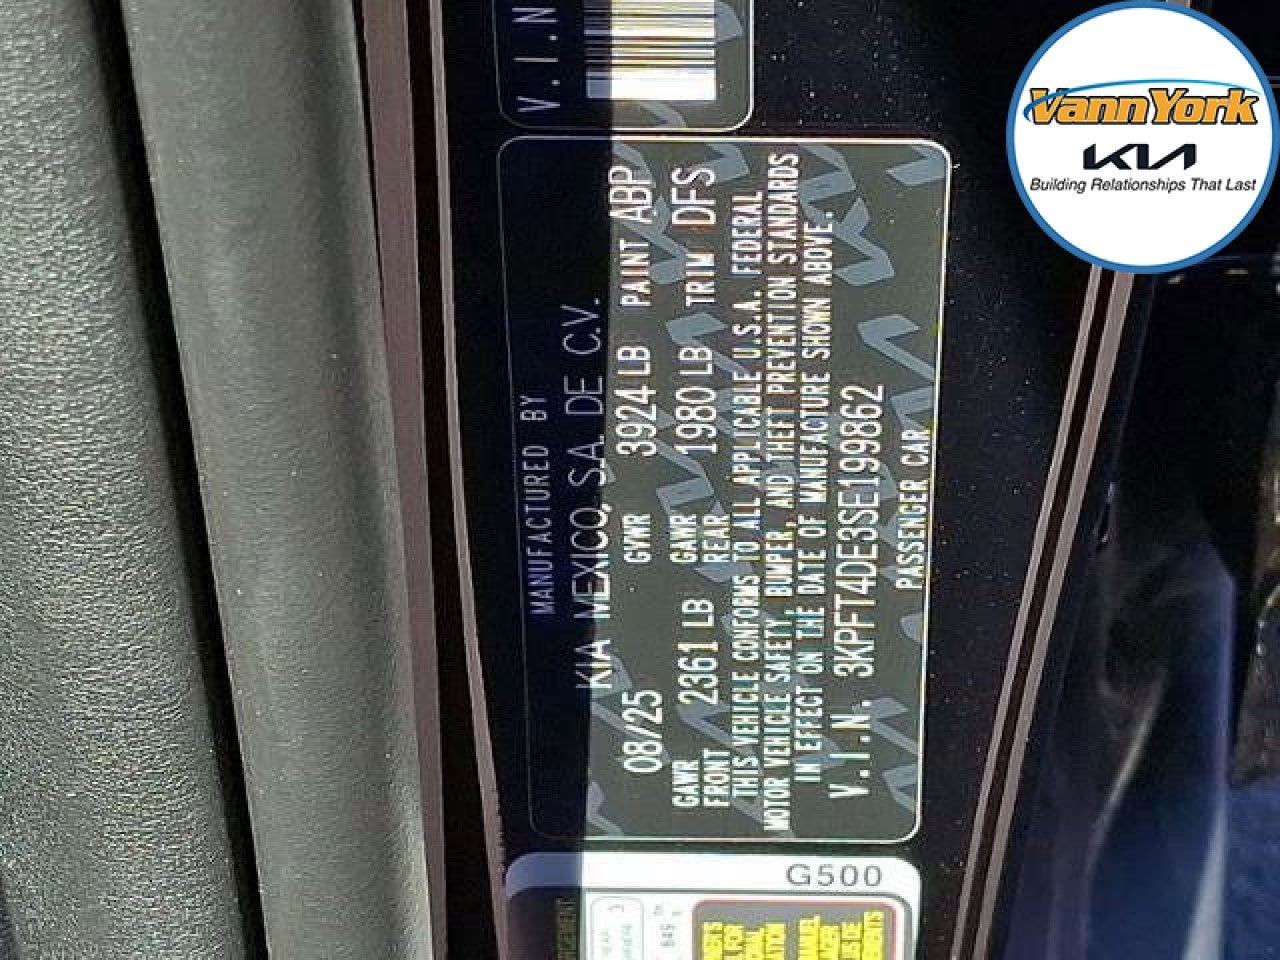 V.I.N
MANUFACTURED BY
KIA MEXICO, S.A. DE C.V.
08/25 GVWR 3924 LB PAINT ABP
GAWR FRONT 2361 LB GAWR REAR 1980 LB TRIM DFS
THIS VEHICLE CONFORMS TO ALL APPLICABLE U.S.A. FEDERAL
MOTOR VEHICLE SAFETY, BUMPER, AND THEFT PREVENTION STANDARDS
IN EFFECT ON THE DATE OF MANUFACTURE SHOWN ABOVE.
V.I.N. 3KPFT4DE3SE199862
PASSENGER CAR
G500
VannYork
KIA
Building Relationships That Last